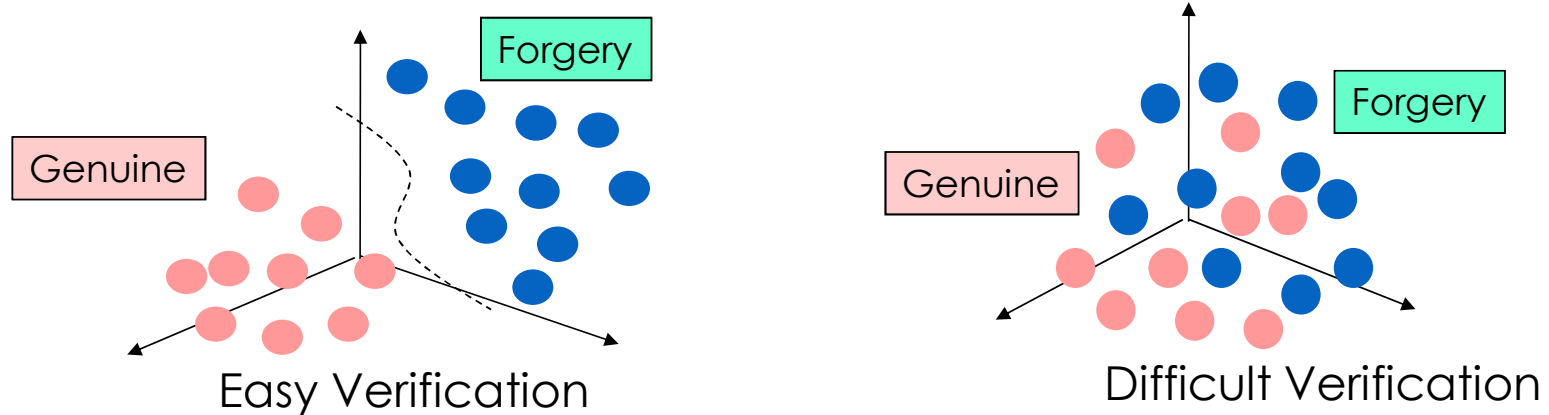 Forgery
Genuine
Easy Verification
Forgery
Genuine
Difficult Verification